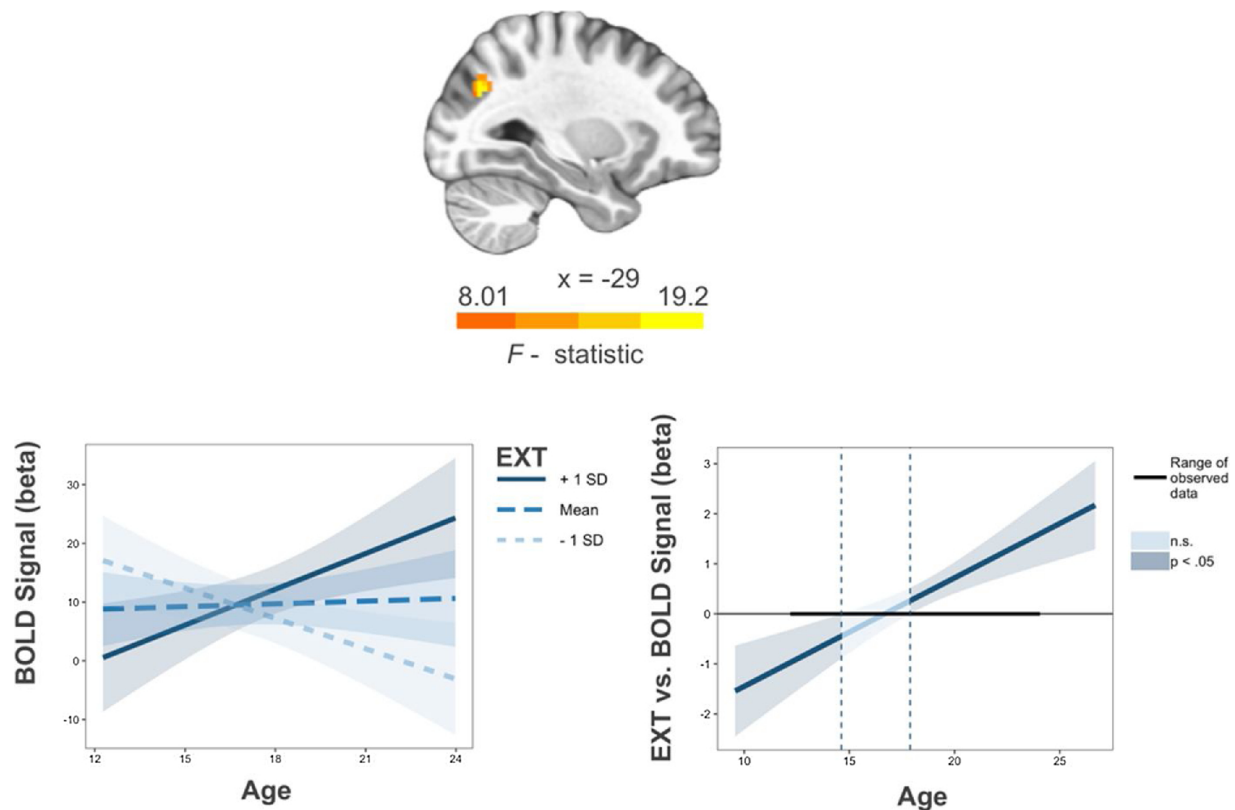 x = -29
8.01 19.2
F - statistic
BOLD Signal (beta)
30
20
10
0
-10
12 15 18 21 24
Age
EXT
+ 1 SD
Mean
- 1 SD
EXT vs. BOLD Signal (beta)
3
2
1
0
-1
-2
10 15 20 25
Age
Range of
observed
data
n.s.
p < .05